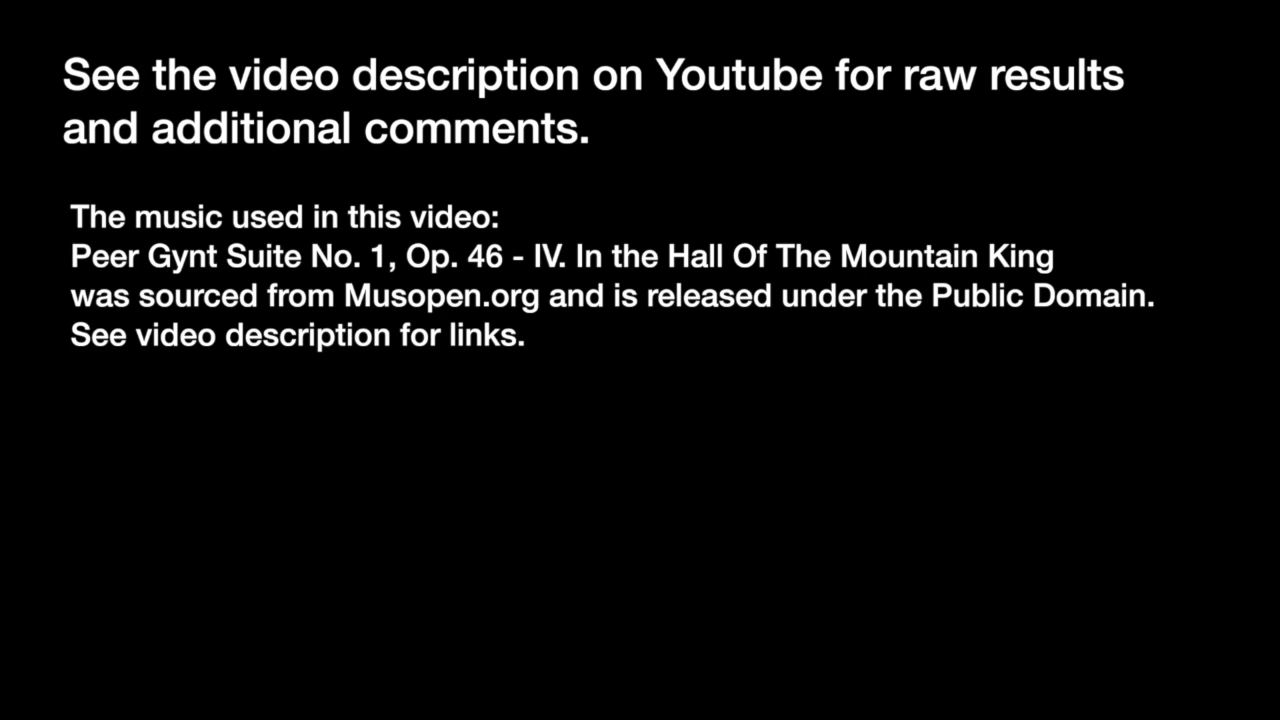 See the video description on Youtube for raw results
and additional comments.
The music used in this video:
Peer Gynt Suite No. 1, Op. 46 - IV. In the Hall Of The Mountain King
was sourced from Musopen.org and is released under the Public Domain.
See video description for links.